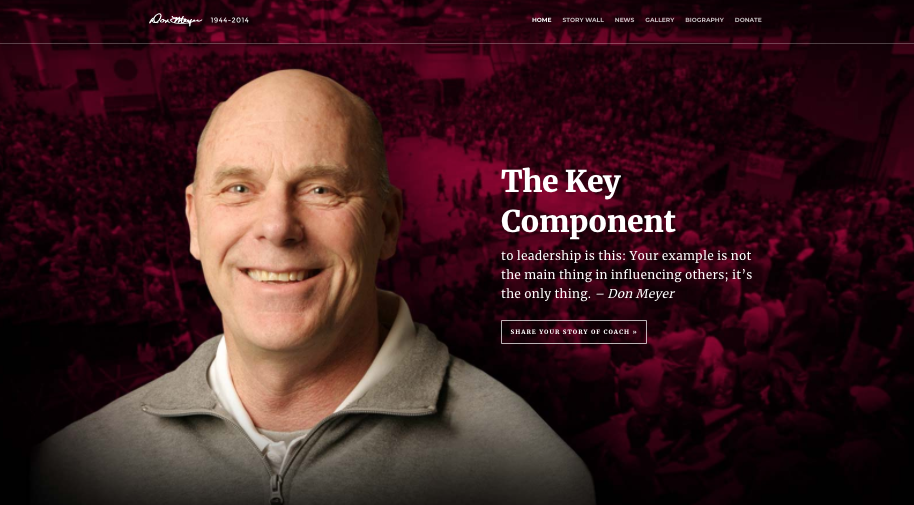 Don Meyer 1944-2014
HOME STORY WALL NEWS GALLERY BIOGRAPHY DONATE
The Key
Component
to leadership is this: Your example is not
the main thing in influencing others; it’s
the only thing. – Don Meyer
SHARE YOUR STORY OF COACH »